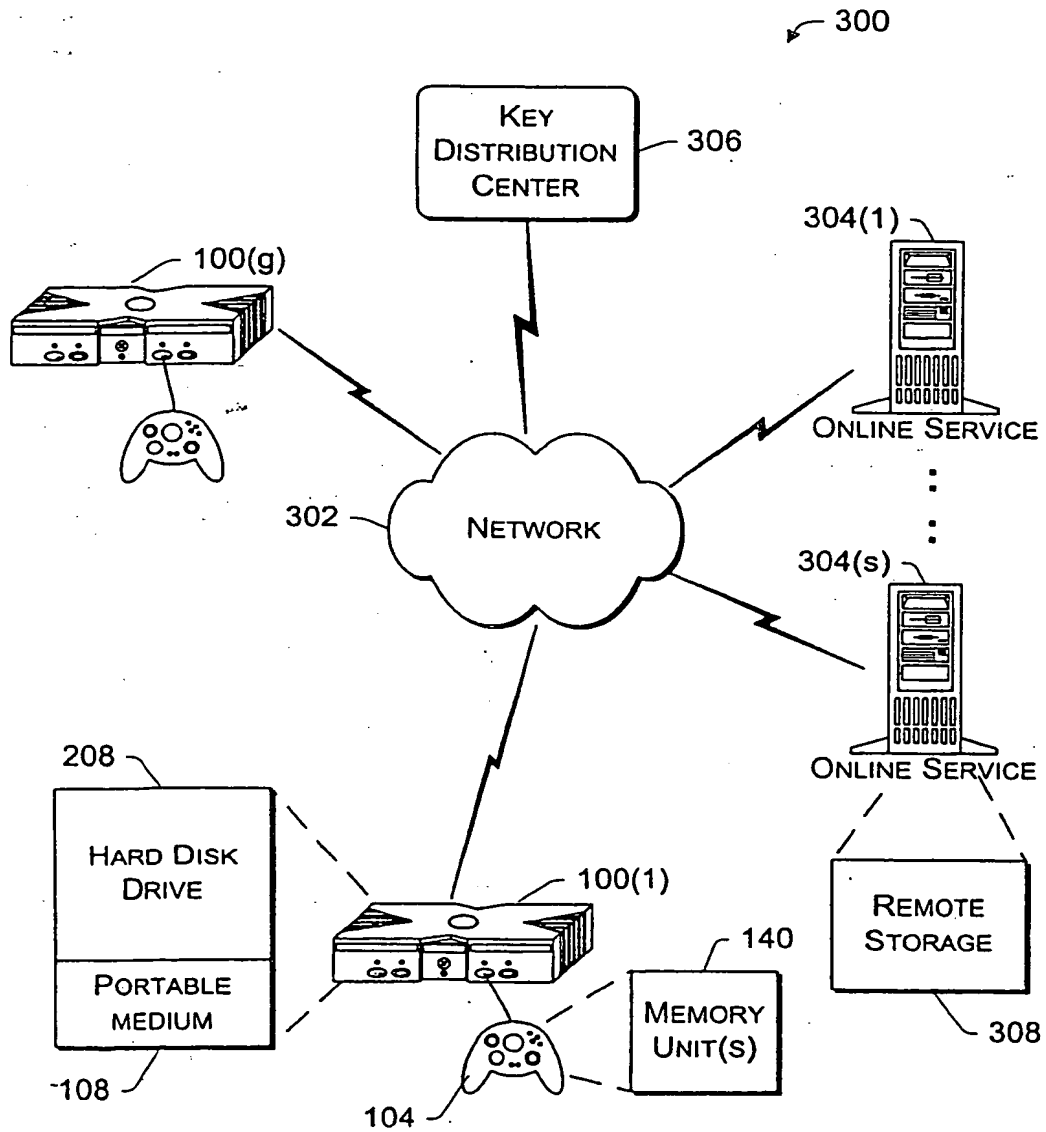 300
KEY
DISTRIBUTION
CENTER
306
304(1)
100(g)
ONLINE SERVICE
302
NETWORK
304(s)
ONLINE SERVICE
208
HARD DISK
DRIVE
100(1)
140
REMOTE
STORAGE
PORTABLE
MEDIUM
MEMORY
UNIT(S)
308
108
104